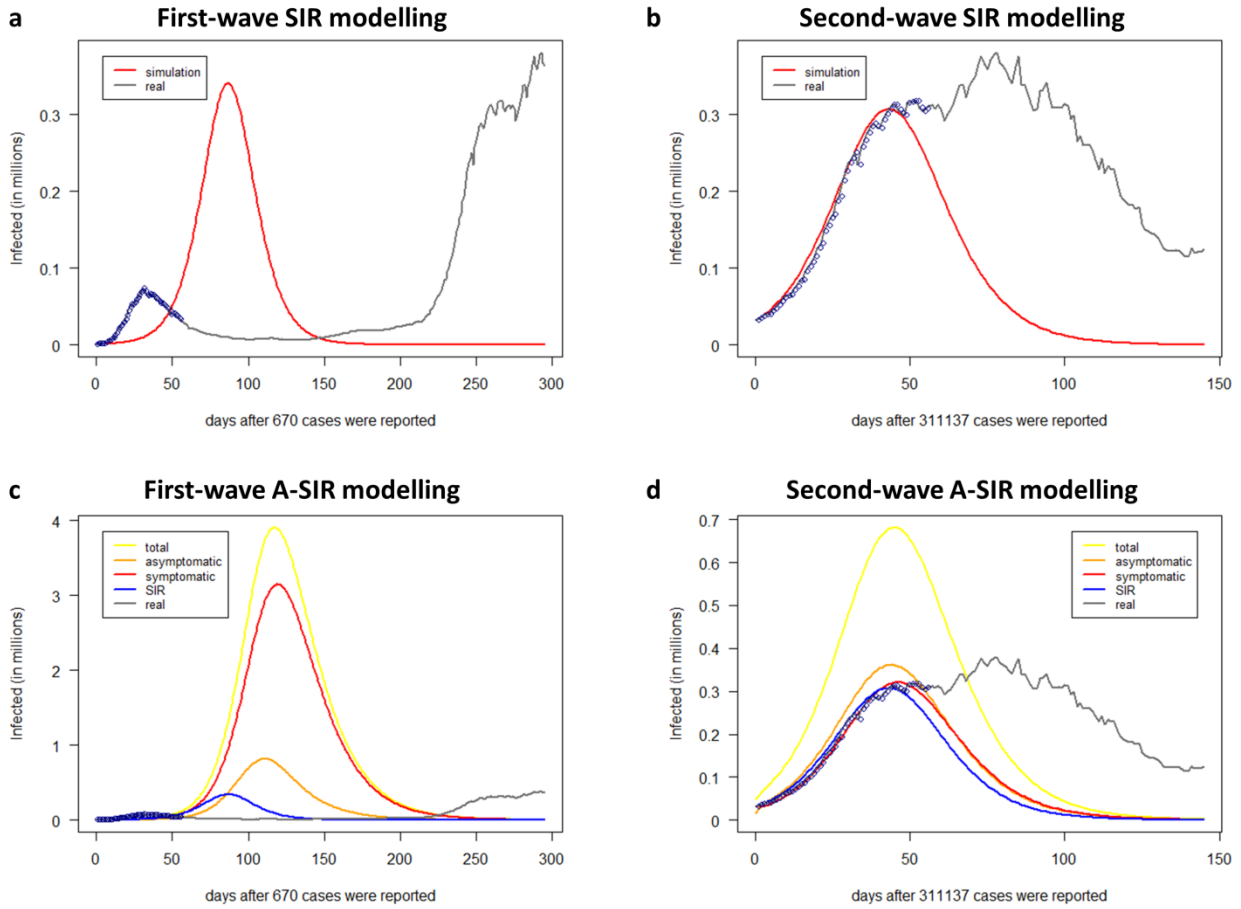 a
First-wave SIR modelling
simulation
real
Infected (in millions)
0.3
0.2
0.1
0
0 50 100 150 200 250 300
days after 670 cases were reported
b
Second-wave SIR modelling
simulation
real
Infected (in millions)
0.3
0.2
0.1
0
0 50 100 150
days after 311137 cases were reported
c
First-wave A-SIR modelling
total
asymptomatic
symptomatic
SIR
real
Infected (in millions)
4
3
2
1
0
0 50 100 150 200 250 300
days after 670 cases were reported
d
Second-wave A-SIR modelling
total
asymptomatic
symptomatic
SIR
real
Infected (in millions)
0.7
0.6
0.5
0.4
0.3
0.2
0.1
0
0 50 100 150
days after 311137 cases were reported